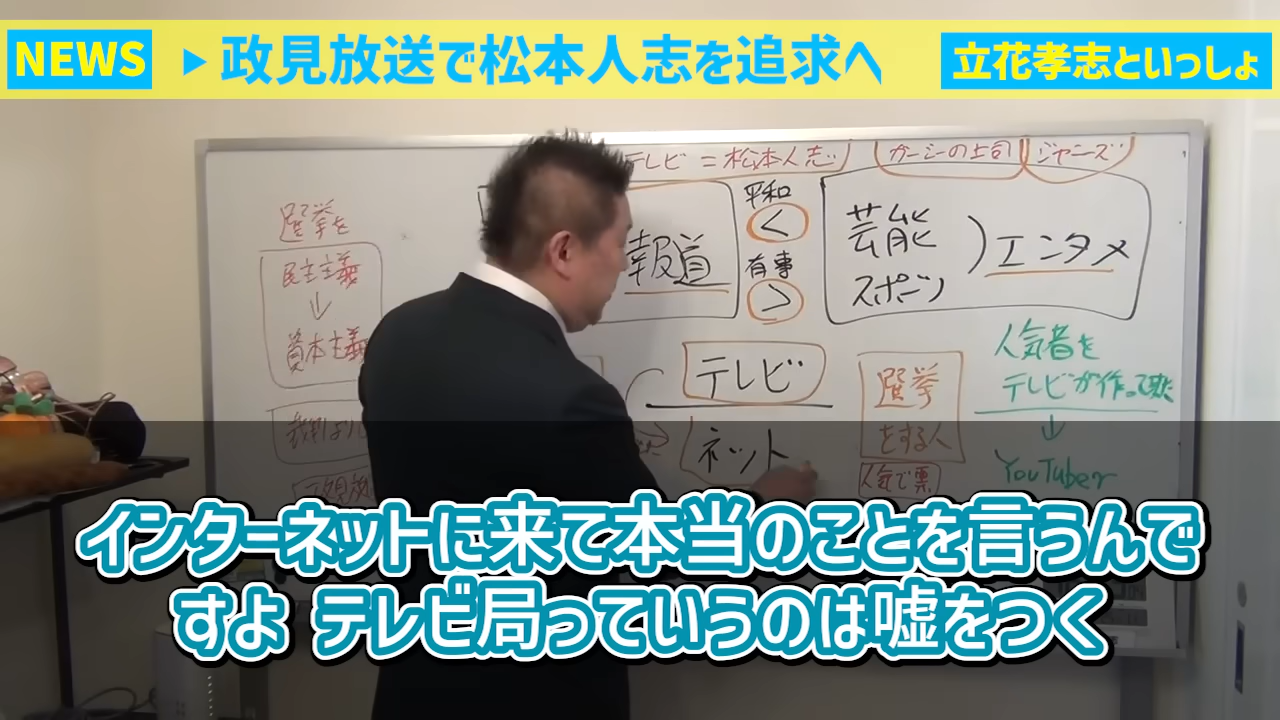 NEWS
▶政見放送で松本人志を追求へ
立花孝志といっしょ
テレビ=松本人志
ガーシーの上司
ジャニーズ
平和
<
有事
>
報道
芸能
スポーツ
)エンタメ
選挙を
民主主義
↓
資本主義
テレビ
ネット
選挙
をする人
人気で票
人気者を
テレビが作って
↓
YouTuber
インターネットに来て本当のことを言うんで
すよ テレビ局っていうのは嘘をつく